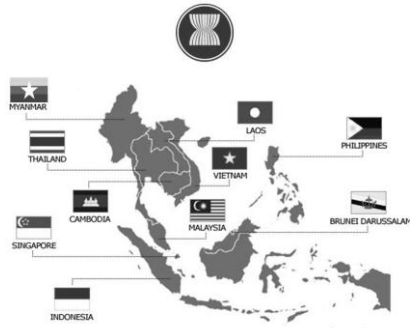 MYANMAR
LAOS
PHILIPPINES
THAILAND
VIETNAM
CAMBODIA
MALAYSIA
BRUNEI DARUSSALAM
SINGAPORE
INDONESIA